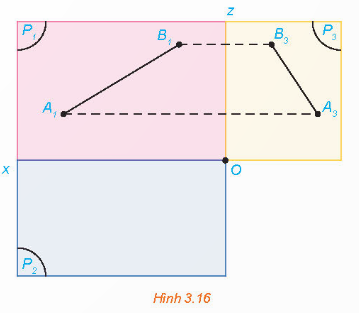 z
P₁ B₁ B₃ P₃
A₁ A₃
x O
P₂
Hình 3.16